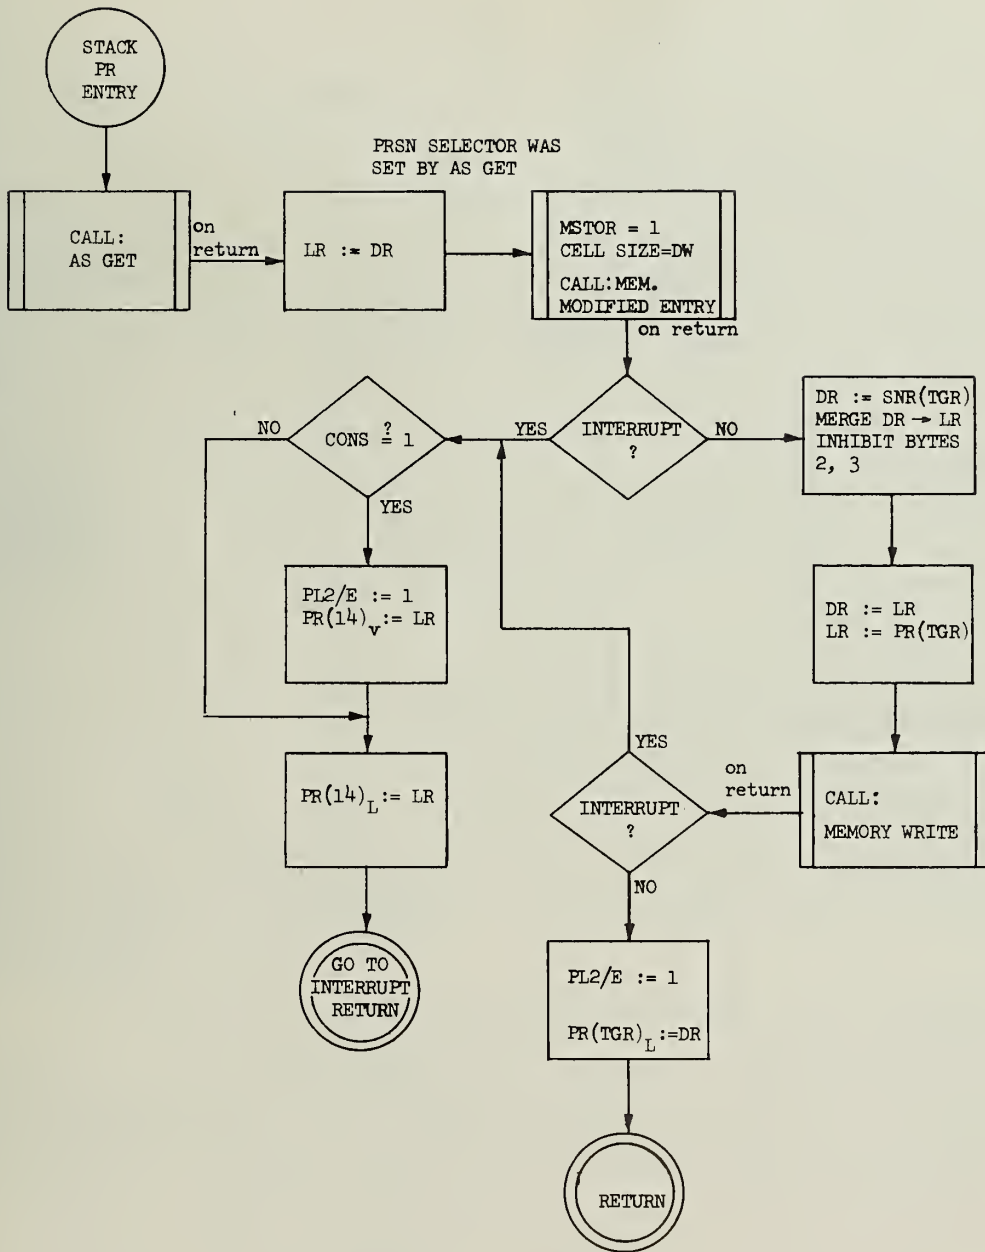 STACK
PR
ENTRY
PRSN SELECTOR WAS
SET BY AS GET
CALL:
AS GET
on
return
LR := DR
MSTOR = 1
CELL SIZE=DW
CALL:MEM.
MODIFIED ENTRY
on return
NO
CONS ≟ 1
YES
INTERRUPT
?
NO
DR := SNR(TGR)
MERGE DR → LR
INHIBIT BYTES
2, 3
YES
PL2/E := 1
PR(14)v := LR
DR := LR
LR := PR(TGR)
PR(14)L := LR
YES
INTERRUPT
?
on
return
CALL:
MEMORY WRITE
NO
GO TO
INTERRUPT
RETURN
PL2/E := 1
PR(TGR)L :=DR
RETURN